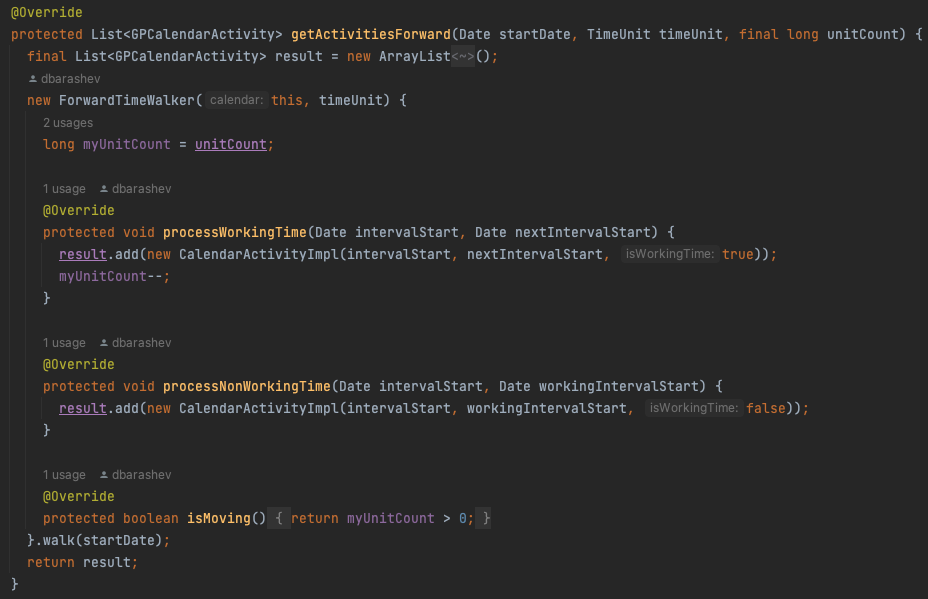 @Override
protected List<GPCalendarActivity> getActivitiesForward(Date startDate, TimeUnit timeUnit, final long unitCount) {
final List<GPCalendarActivity> result = new ArrayList<~>();
dbarashev
new ForwardTimeWalker( calendar: this, timeUnit) {
2 usages
long myUnitCount = unitCount;
1 usage dbarashev
@Override
protected void processWorkingTime(Date intervalStart, Date nextIntervalStart) {
result.add(new CalendarActivityImpl(intervalStart, nextIntervalStart, isWorkingTime: true));
myUnitCount--;
}
1 usage dbarashev
@Override
protected void processNonWorkingTime(Date intervalStart, Date workingIntervalStart) {
result.add(new CalendarActivityImpl(intervalStart, workingIntervalStart, isWorkingTime: false));
}
1 usage dbarashev
@Override
protected boolean isMoving() { return myUnitCount > 0; }
}.walk(startDate);
return result;
}